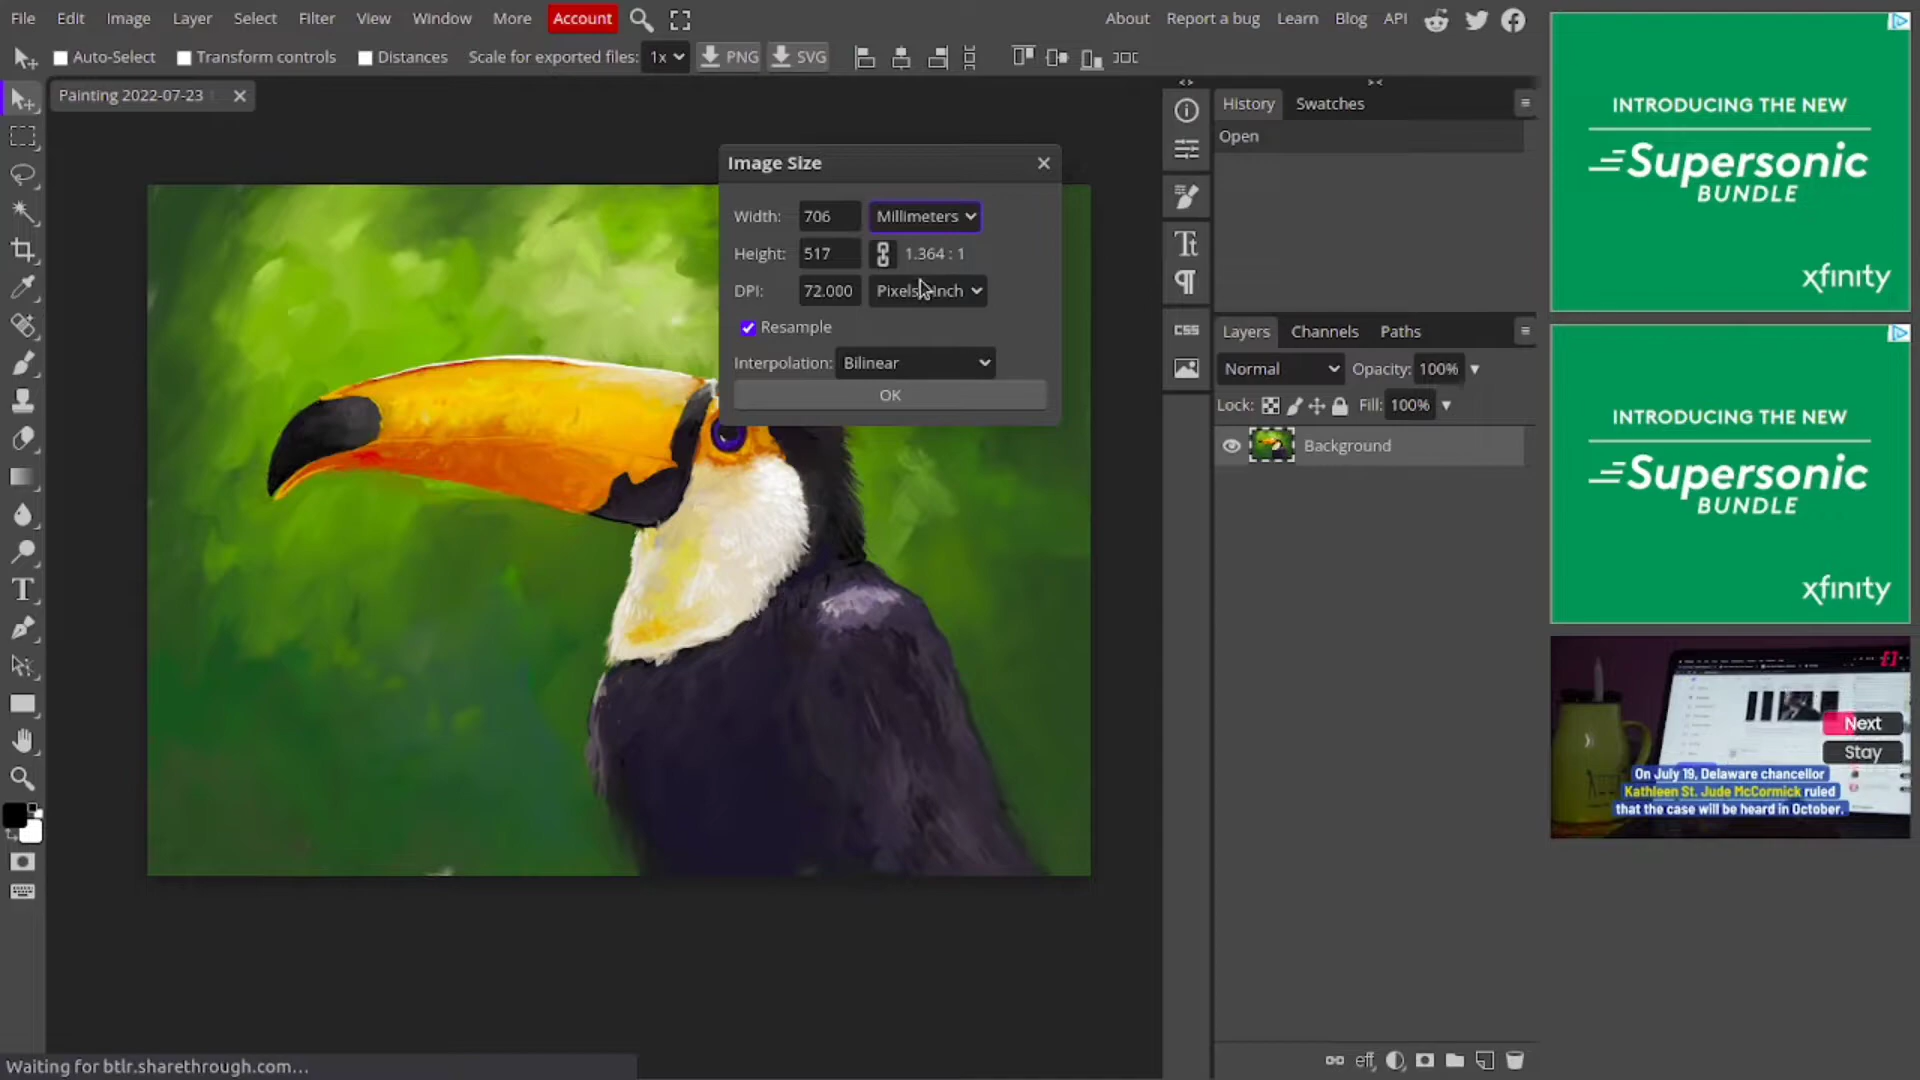 File Edit Image Layer Select Filter View Window More Account
About Report a bug Learn Blog API
Auto-Select Transform controls Distances Scale for exported files: 1x PNG SVG
Painting 2022-07-23
Image Size
Width: 706 Millimeters
Height: 517 1.364 : 1
DPI: 72.000 Pixels/Inch
Resample
Interpolation: Bilinear
OK
History Swatches
Open
CSS
Layers Channels Paths
Normal Opacity: 100%
Lock: Fill: 100%
Background
eff
INTRODUCING THE NEW
Supersonic
BUNDLE
xfinity
INTRODUCING THE NEW
Supersonic
BUNDLE
xfinity
Next
Stay
On July 19, Delaware chancellor
Kathleen St. Jude McCormick ruled
that the case will be heard in October.
Waiting for btlr.sharethrough.com...